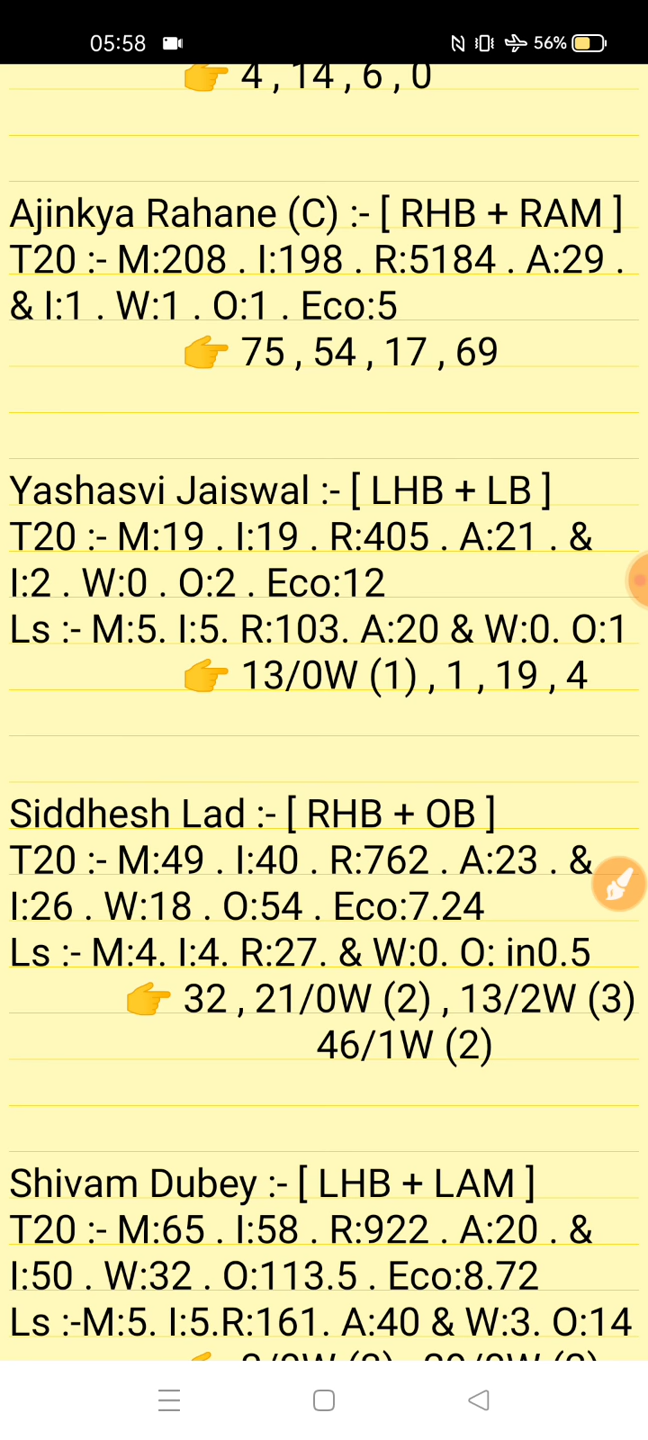 05:58 56%
👉 4 , 14 , 6 , 0
Ajinkya Rahane (C) :- [ RHB + RAM ]
T20 :- M:208 . I:198 . R:5184 . A:29 .
& I:1 . W:1 . O:1 . Eco:5
👉 75 , 54 , 17 , 69
Yashasvi Jaiswal :- [ LHB + LB ]
T20 :- M:19 . I:19 . R:405 . A:21 . &
I:2 . W:0 . O:2 . Eco:12
Ls :- M:5. I:5. R:103. A:20 & W:0. O:1
👉 13/0W (1) , 1 , 19 , 4
Siddhesh Lad :- [ RHB + OB ]
T20 :- M:49 . I:40 . R:762 . A:23 . &
I:26 . W:18 . O:54 . Eco:7.24
Ls :- M:4. I:4. R:27. & W:0. O: in0.5
👉 32 , 21/0W (2) , 13/2W (3)
46/1W (2)
Shivam Dubey :- [ LHB + LAM ]
T20 :- M:65 . I:58 . R:922 . A:20 . &
I:50 . W:32 . O:113.5 . Eco:8.72
Ls :-M:5. I:5.R:161. A:40 & W:3. O:14